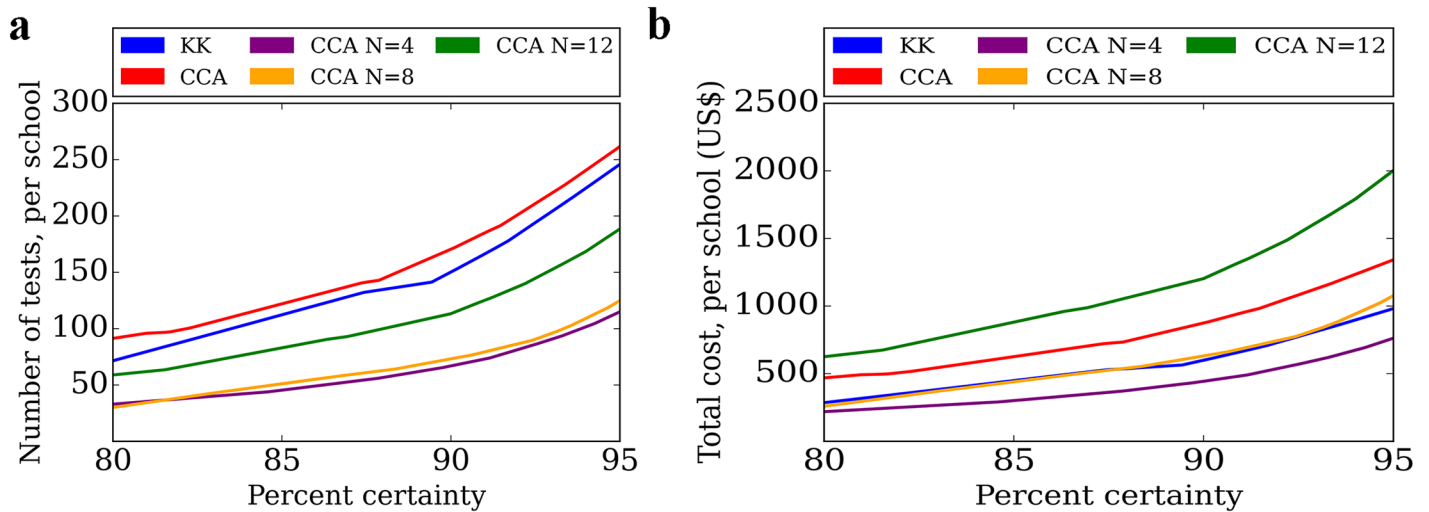 a
KK
CCA N=4
CCA N=12
CCA
CCA N=8
Number of tests, per school
300
250
200
150
100
50
80
85
90
95
Percent certainty
b
KK
CCA N=4
CCA N=12
CCA
CCA N=8
Total cost, per school (US$)
2500
2000
1500
1000
500
80
85
90
95
Percent certainty